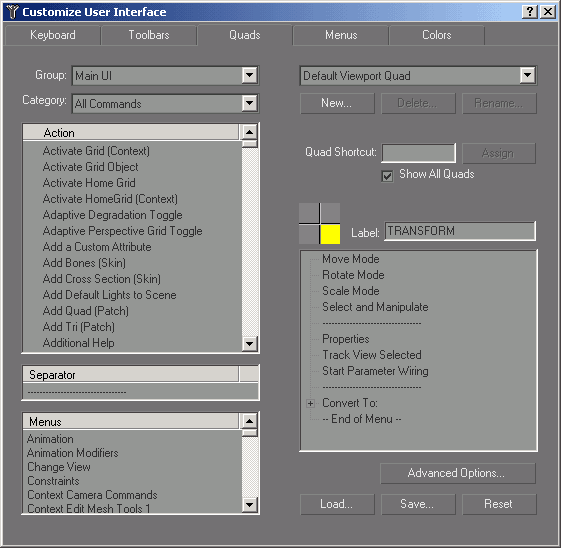 Customize User Interface
Keyboard
Toolbars
Quads
Menus
Colors
Group: Main UI
Category: All Commands
Action
Activate Grid (Context)
Activate Grid Object
Activate Home Grid
Activate HomeGrid (Context)
Adaptive Degradation Toggle
Adaptive Perspective Grid Toggle
Add a Custom Attribute
Add Bones (Skin)
Add Cross Section (Skin)
Add Default Lights to Scene
Add Quad (Patch)
Add Tri (Patch)
Additional Help
Separator
---------------------------------
Menus
Animation
Animation Modifiers
Change View
Constraints
Context Camera Commands
Context Edit Mesh Tools 1
Default Viewport Quad
New...
Delete...
Rename...
Quad Shortcut:
Assign
Show All Quads
Label: TRANSFORM
Move Mode
Rotate Mode
Scale Mode
Select and Manipulate
---------------------------------
Properties
Track View Selected
Start Parameter Wiring
---------------------------------
Convert To:
-- End of Menu --
Advanced Options...
Load...
Save...
Reset